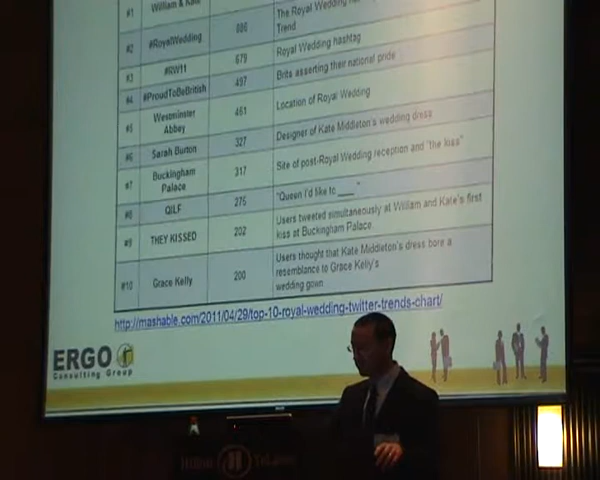 #1 William & Kate
The Royal Wedding
Trend
#2 #RoyalWedding
#3 #RW11 679 Royal Wedding hashtag
#4 #ProudToBeBritish 497 Brits asserting their national pride
#5 Westminster
Abbey 461 Location of Royal Wedding
#6 Sarah Burton 327 Designer of Kate Middleton's wedding dress
#7 Buckingham
Palace 317 Site of post-Royal Wedding reception and "the kiss"
#8 QILF 275 "Queen I'd like to ____"
#9 THEY KISSED 202 Users tweeted simultaneously at William and Kate's first
kiss at Buckingham Palace.
#10 Grace Kelly 200 Users thought that Kate Middleton's dress bore a
resemblance to Grace Kelly's
wedding gown
http://mashable.com/2011/04/29/top-10-royal-wedding-twitter-trends-chart/
ERGO
Consulting Group